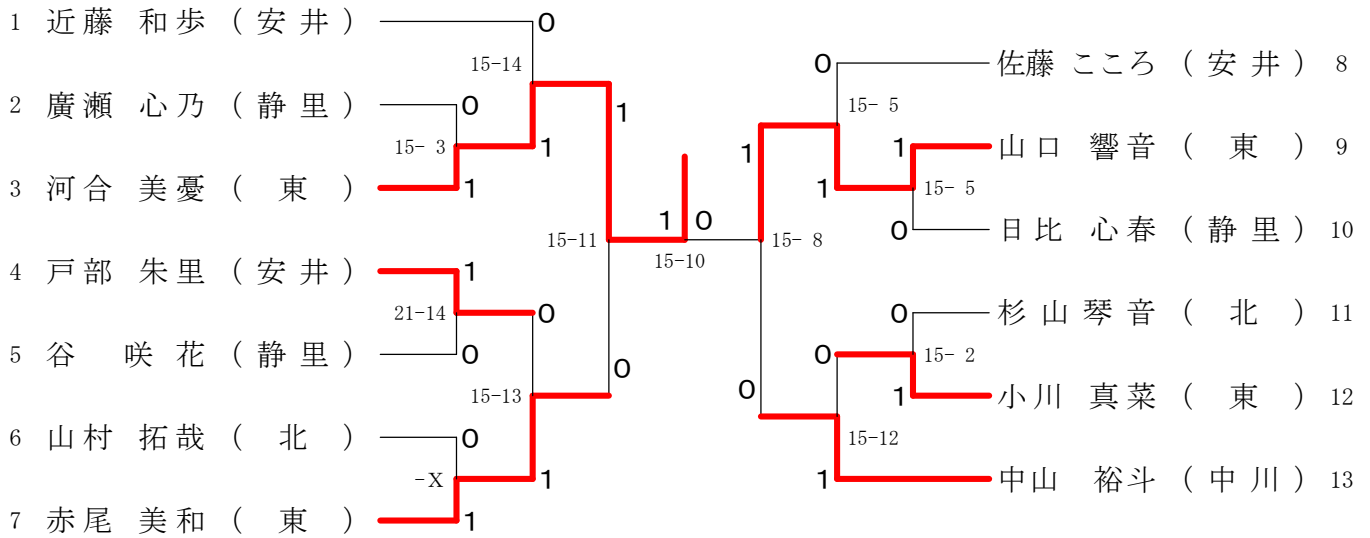 1 近藤 和歩 ( 安井 ) 0
15-14
2 廣瀬 心乃 ( 静里 ) 0
15- 3 1
3 河合 美憂 ( 東 ) 1
1
15-11
4 戸部 朱里 ( 安井 ) 1
21-14 0
5 谷 咲花 ( 静里 ) 0
0
15-13
6 山村 拓哉 ( 北 ) 0
-X 1
7 赤尾 美和 ( 東 ) 1
1 0
15-10
0 佐藤 こころ ( 安井 ) 8
15- 5
1
1 山口 響音 ( 東 ) 9
1 15- 5
0 日比 心春 ( 静里 ) 10
15- 8
0 杉山琴音 ( 北 ) 11
0 15- 2
1 小川 真菜 ( 東 ) 12
0
15-12
1 中山 裕斗 ( 中川 ) 13